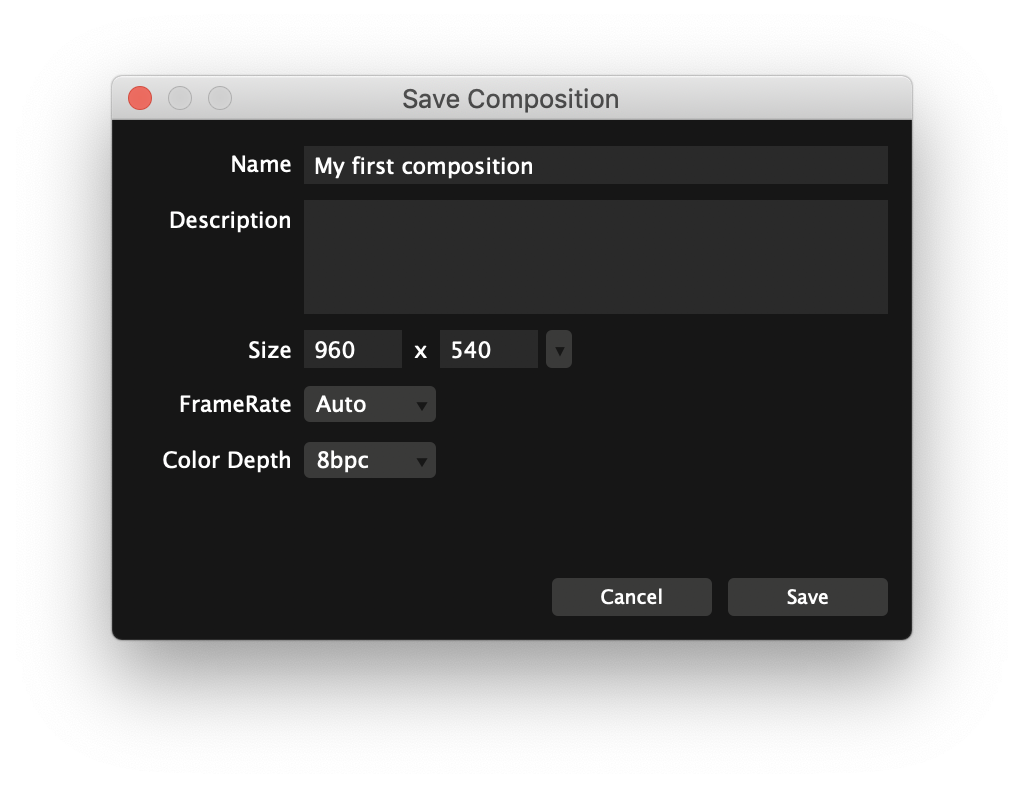 Save Composition
Name My first composition
Description
Size 960 x 540
FrameRate Auto
Color Depth 8bpc
Cancel Save